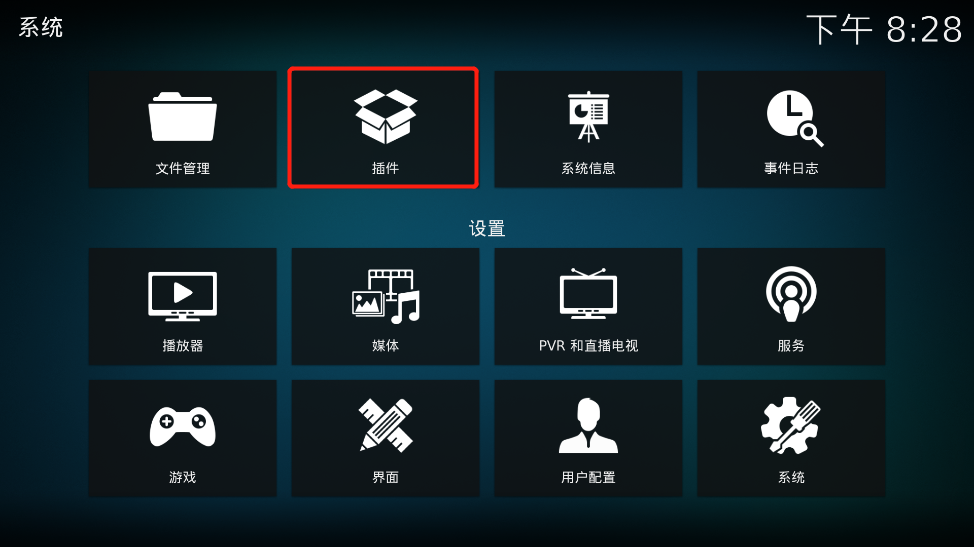 系统
下午 8:28
文件管理
插件
系统信息
事件日志
设置
播放器
媒体
PVR 和直播电视
服务
游戏
界面
用户配置
系统